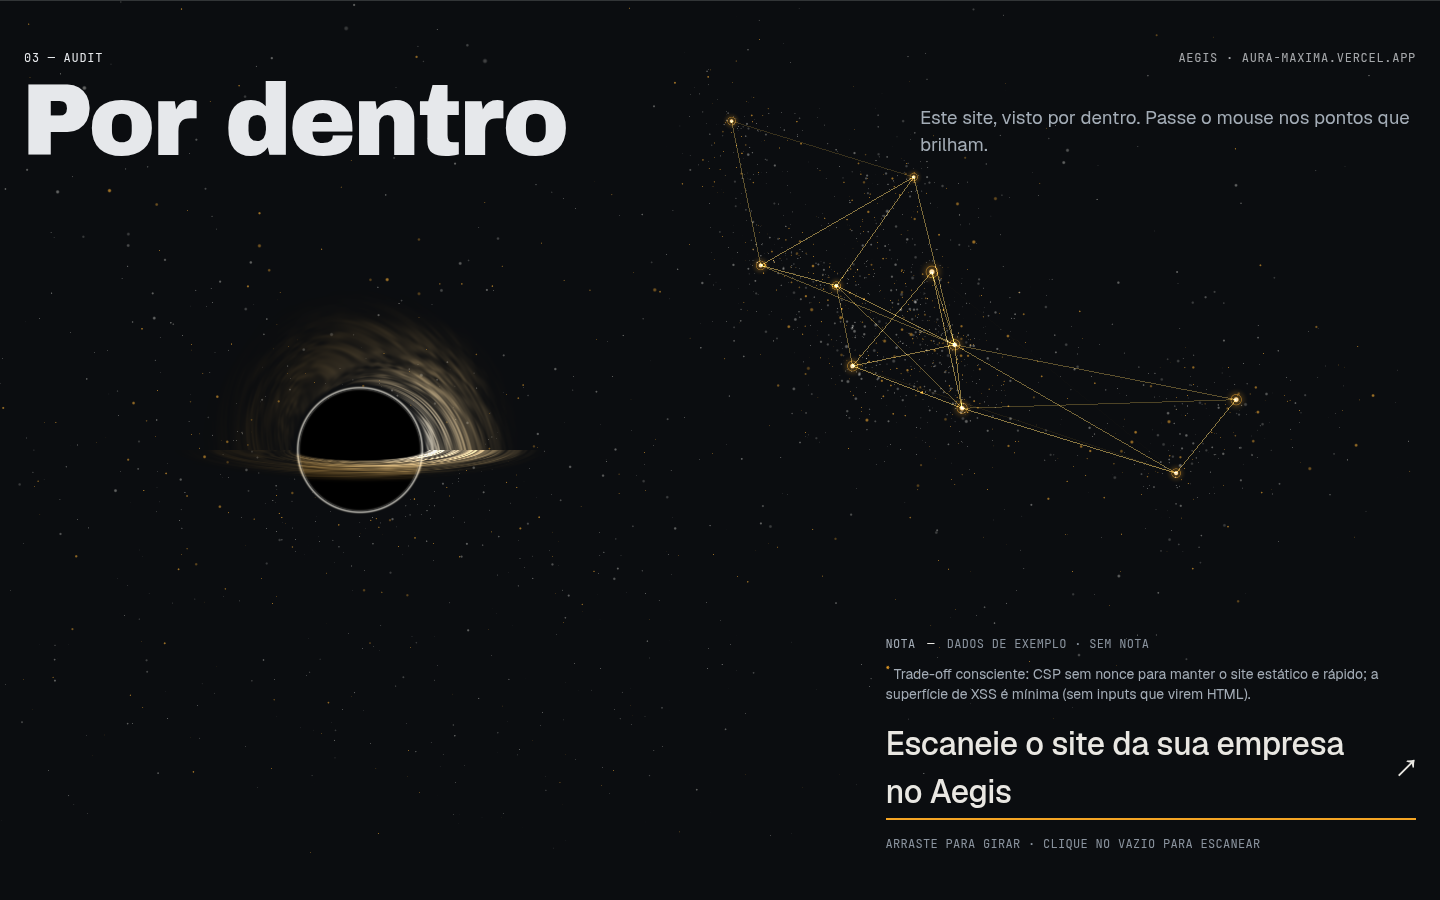 03 — AUDIT
AEGIS · AURA-MAXIMA.VERCEL.APP
Por dentro
Este site, visto por dentro. Passe o mouse nos pontos que
brilham.
NOTA — DADOS DE EXEMPLO · SEM NOTA
* Trade-off consciente: CSP sem nonce para manter o site estático e rápido; a
superfície de XSS é mínima (sem inputs que virem HTML).
Escaneie o site da sua empresa
no Aegis ↗
ARRASTE PARA GIRAR · CLIQUE NO VAZIO PARA ESCANEAR